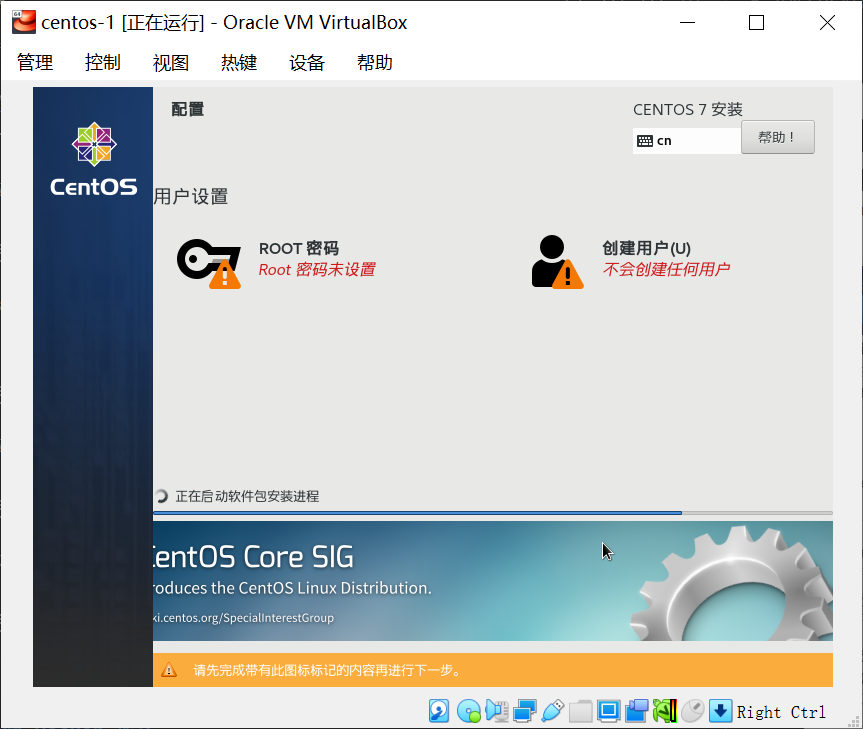 centos-1 [正在运行] - Oracle VM VirtualBox
管理 控制 视图 热键 设备 帮助
配置
CENTOS 7 安装
cn
帮助！
CentOS
用户设置
ROOT 密码
Root 密码未设置
创建用户(U)
不会创建任何用户
正在启动软件包安装进程
CentOS Core SIG
roduces the CentOS Linux Distribution.
ki.centos.org/SpecialInterestGroup
请先完成带有此图标标记的内容再进行下一步。
Right Ctrl